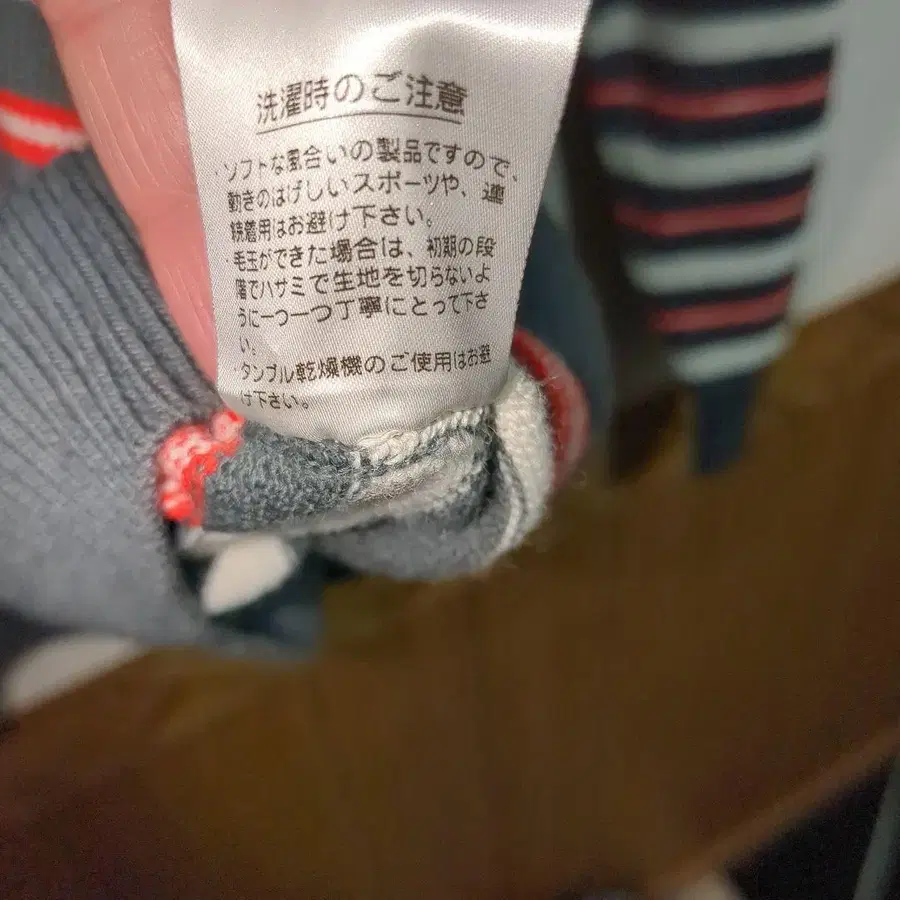 洗濯時のご注意
・ソフトな風合いの製品ですので、
動きのはげしいスポーツや、連
続着用はお避け下さい。
毛玉ができた場合は、初期の段
階でハサミで生地を切らないよ
うに一つ一つ丁寧にとって下さ
い。
・タンブル乾燥機のご使用はお避
け下さい。